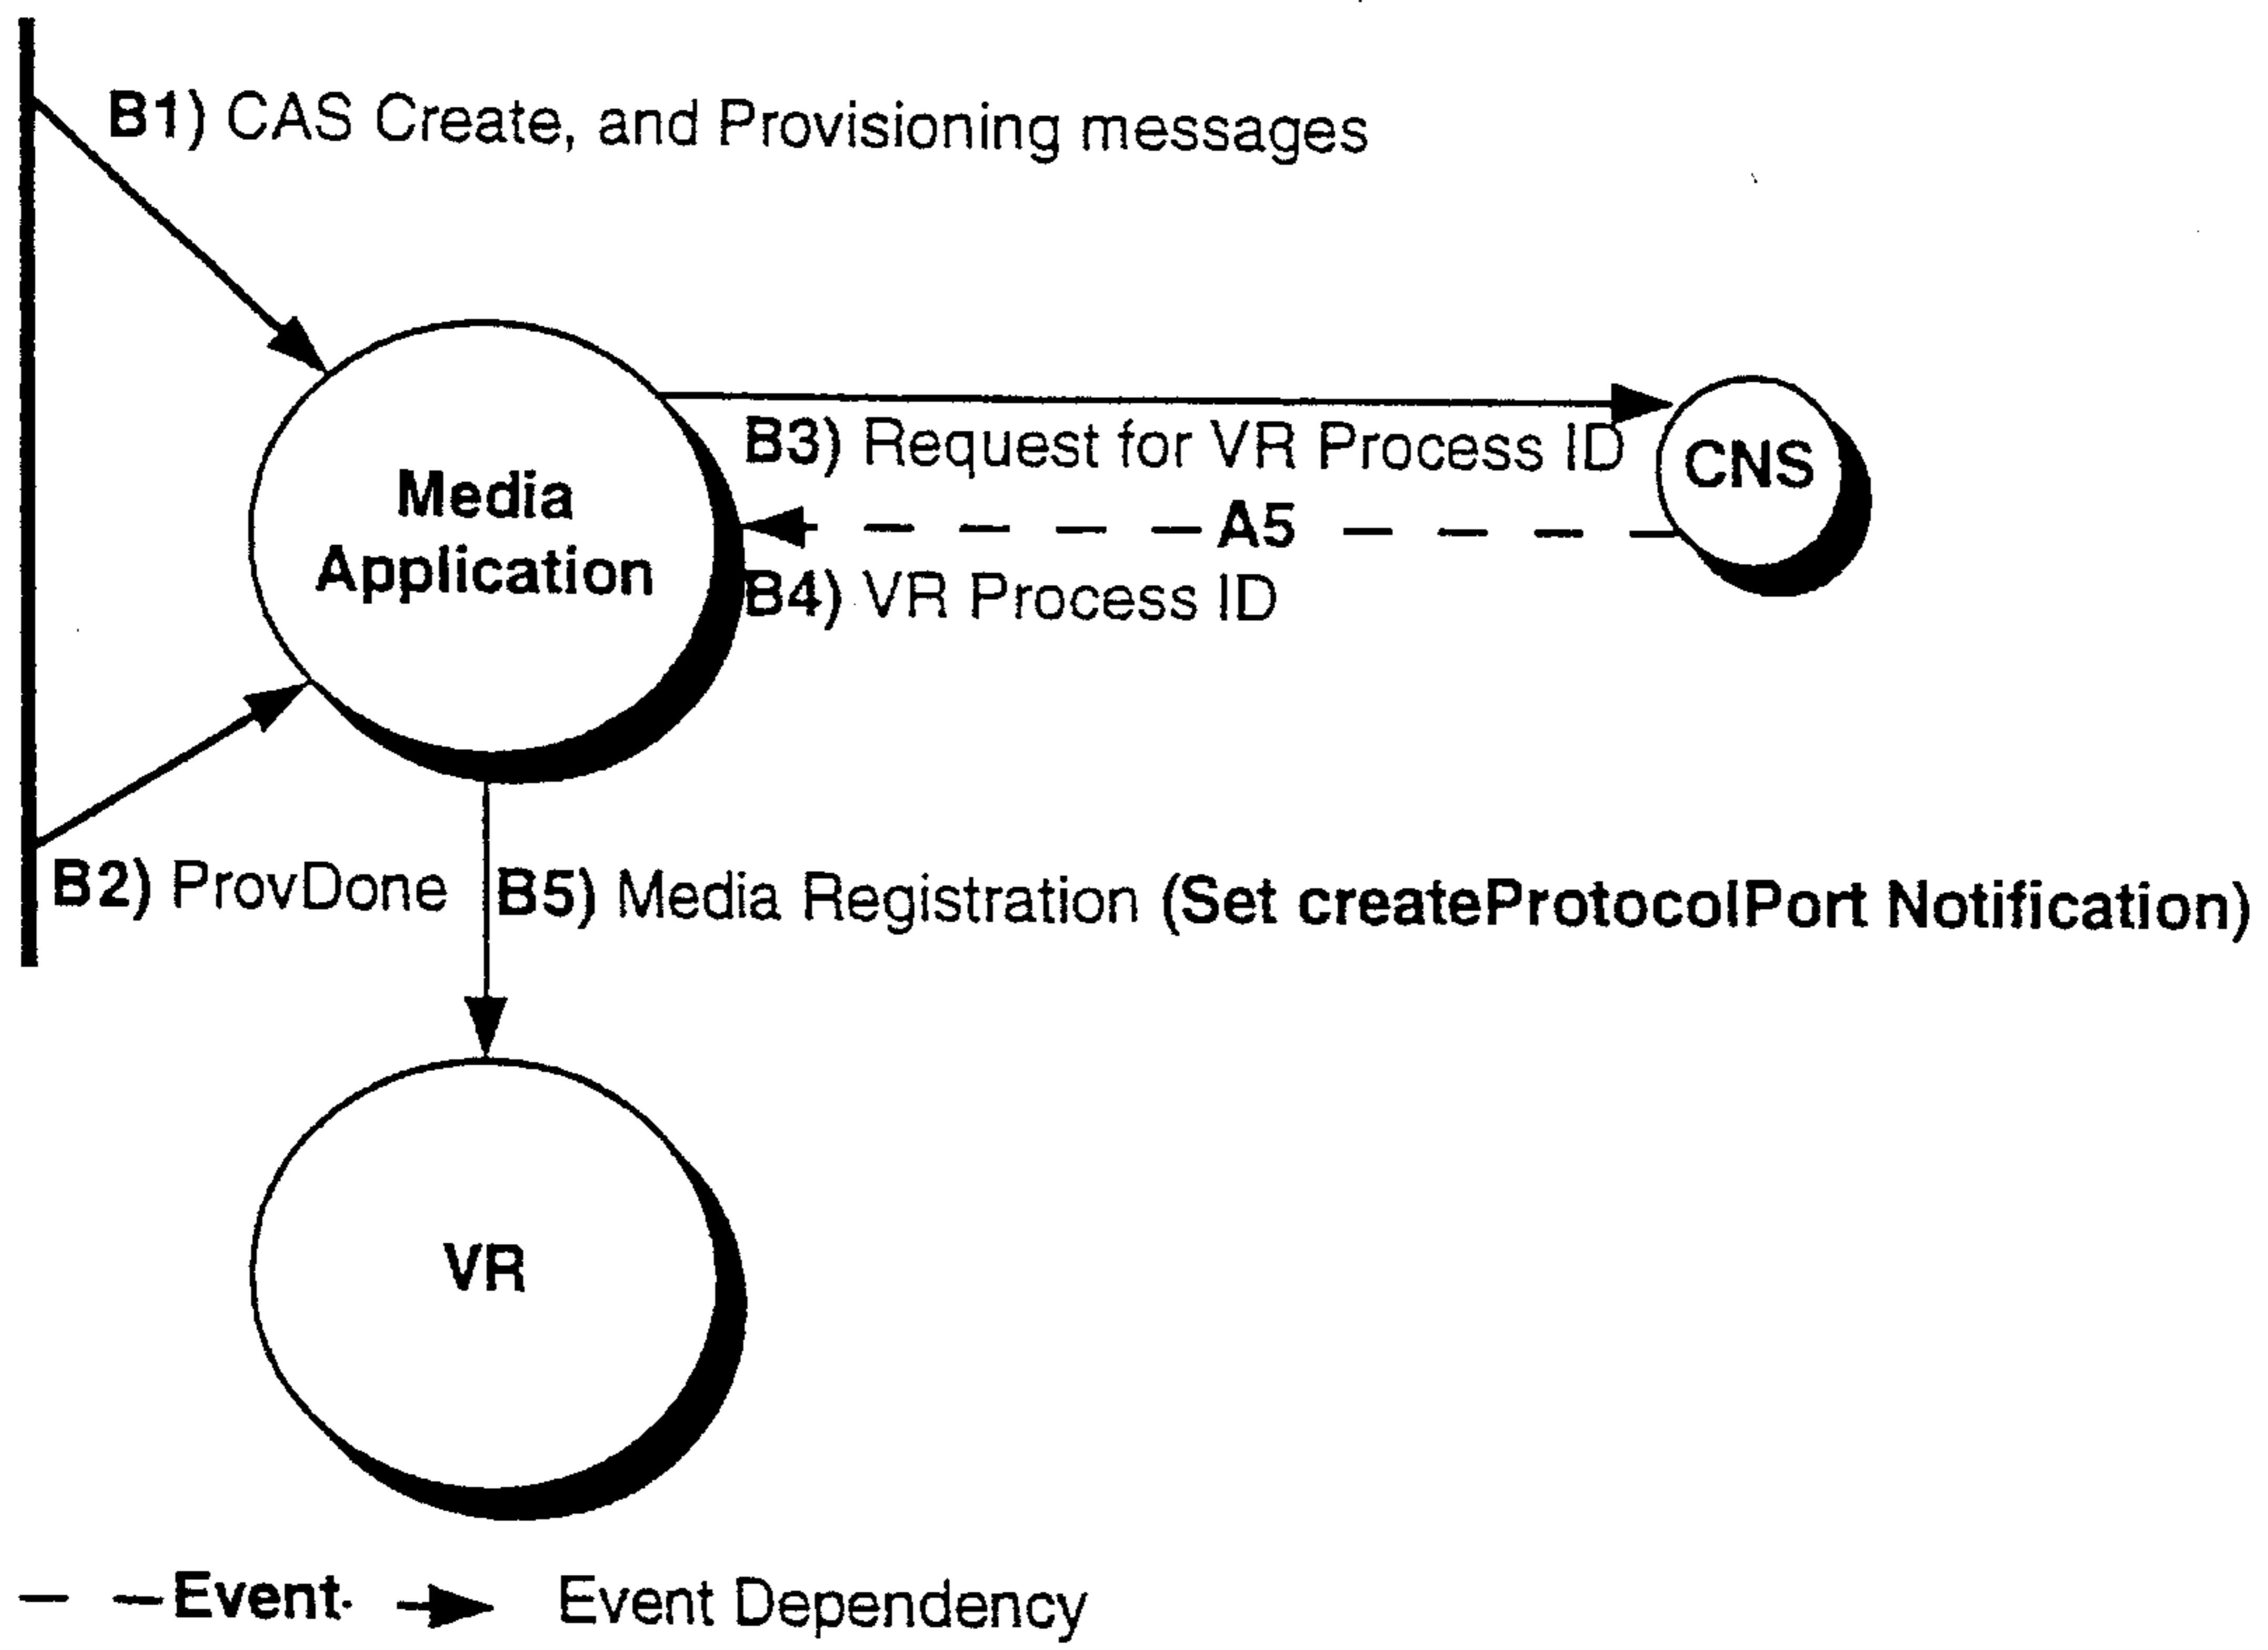 B1) CAS Create, and Provisioning messages
B3) Request for VR Process ID
CNS
Media
Application
A5
B4) VR Process ID
B2) ProvDone
B5) Media Registration (Set createProtocolPort Notification)
VR
Event
Event Dependency